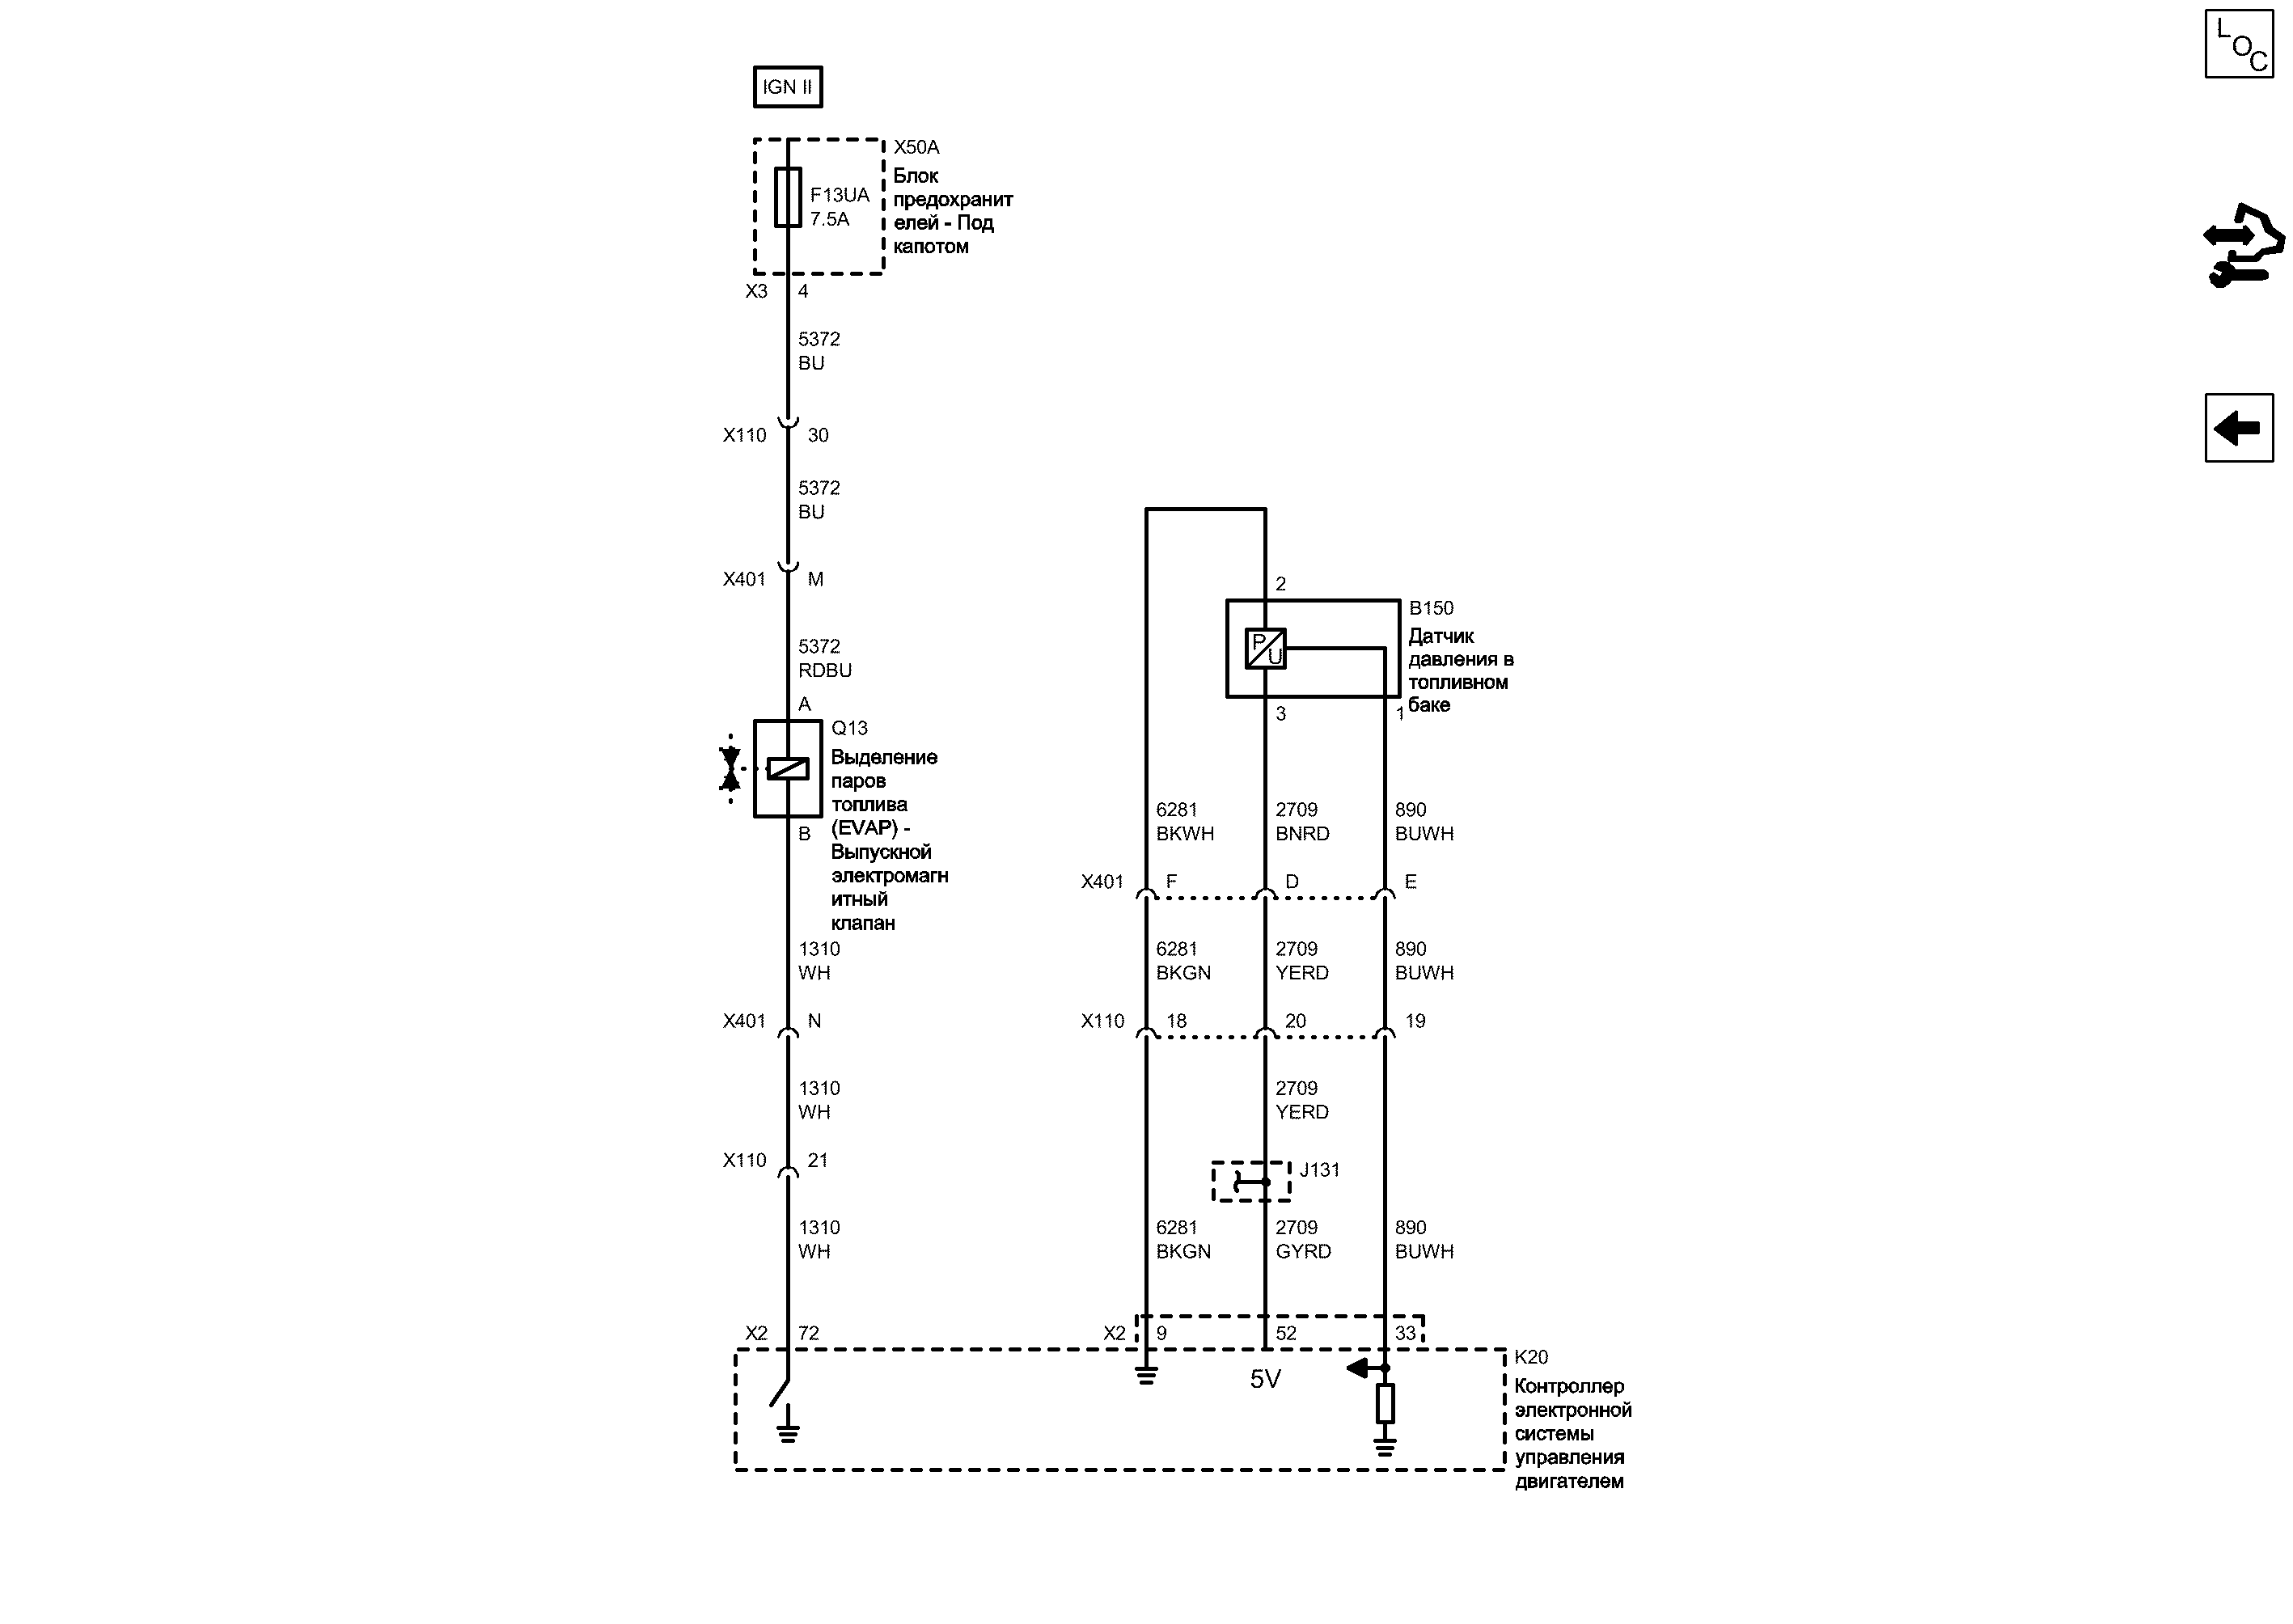 L
O
C
IGN II
X50A
Блок
предохранит
елей - Под
капотом
F13UA
7.5A
X3 4
5372
BU
X110 30
5372
BU
X401 M
5372
RDBU
A
Q13
Выделение
паров
топлива
(EVAP) -
Выпускной
электромагн
итный
клапан
B
1310
WH
X401 N
1310
WH
X110 21
1310
WH
X2 72
2
B150
Датчик
давления в
топливном
баке
P
U
3 1
6281 2709 890
BKWH BNRD BUWH
X401 F D E
6281 2709 890
BKGN YERD BUWH
X110 18 20 19
2709
YERD
J131
6281 2709 890
BKGN GYRD BUWH
X2 9 52 33
5V
K20
Контроллер
электронной
системы
управления
двигателем